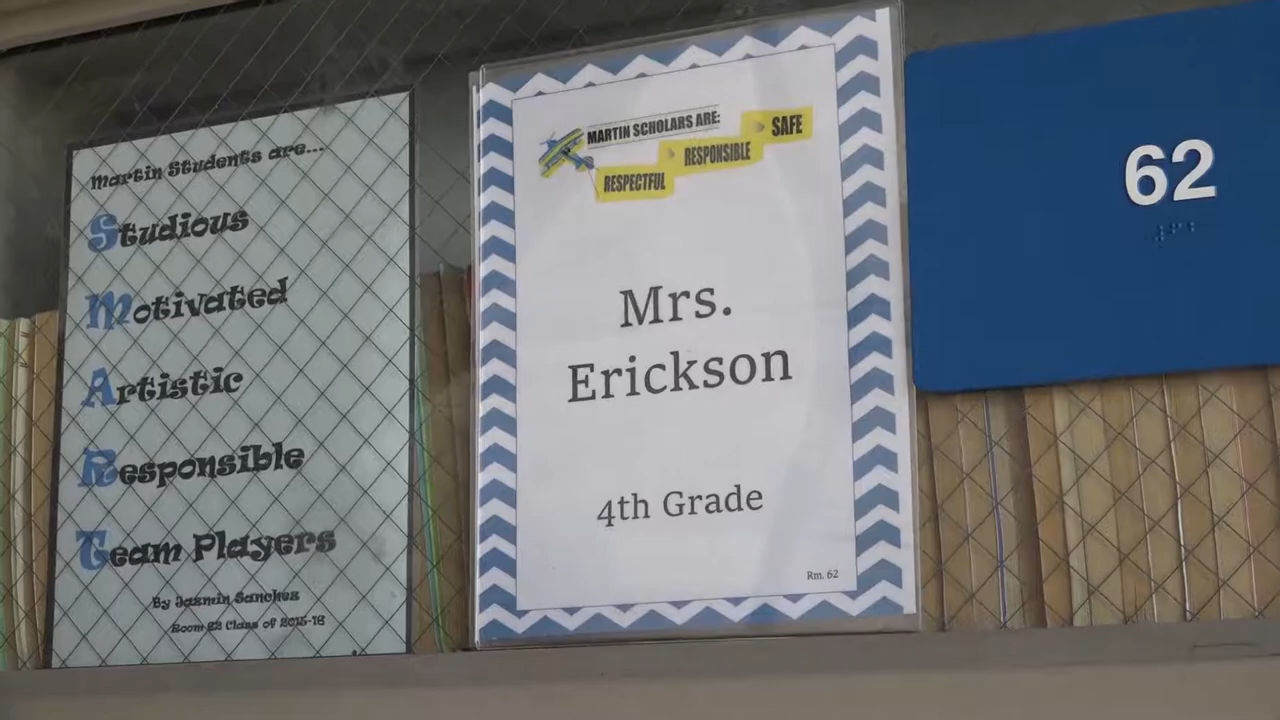 Martin Students are...
Studious
Motivated
Artistic
Responsible
Team Players
By Jazmin Sanchez
Room 22 Class of 2015-16
MARTIN SCHOLARS ARE:
SAFE
RESPONSIBLE
RESPECTFUL
Mrs.
Erickson
4th Grade
Rm. 62
62